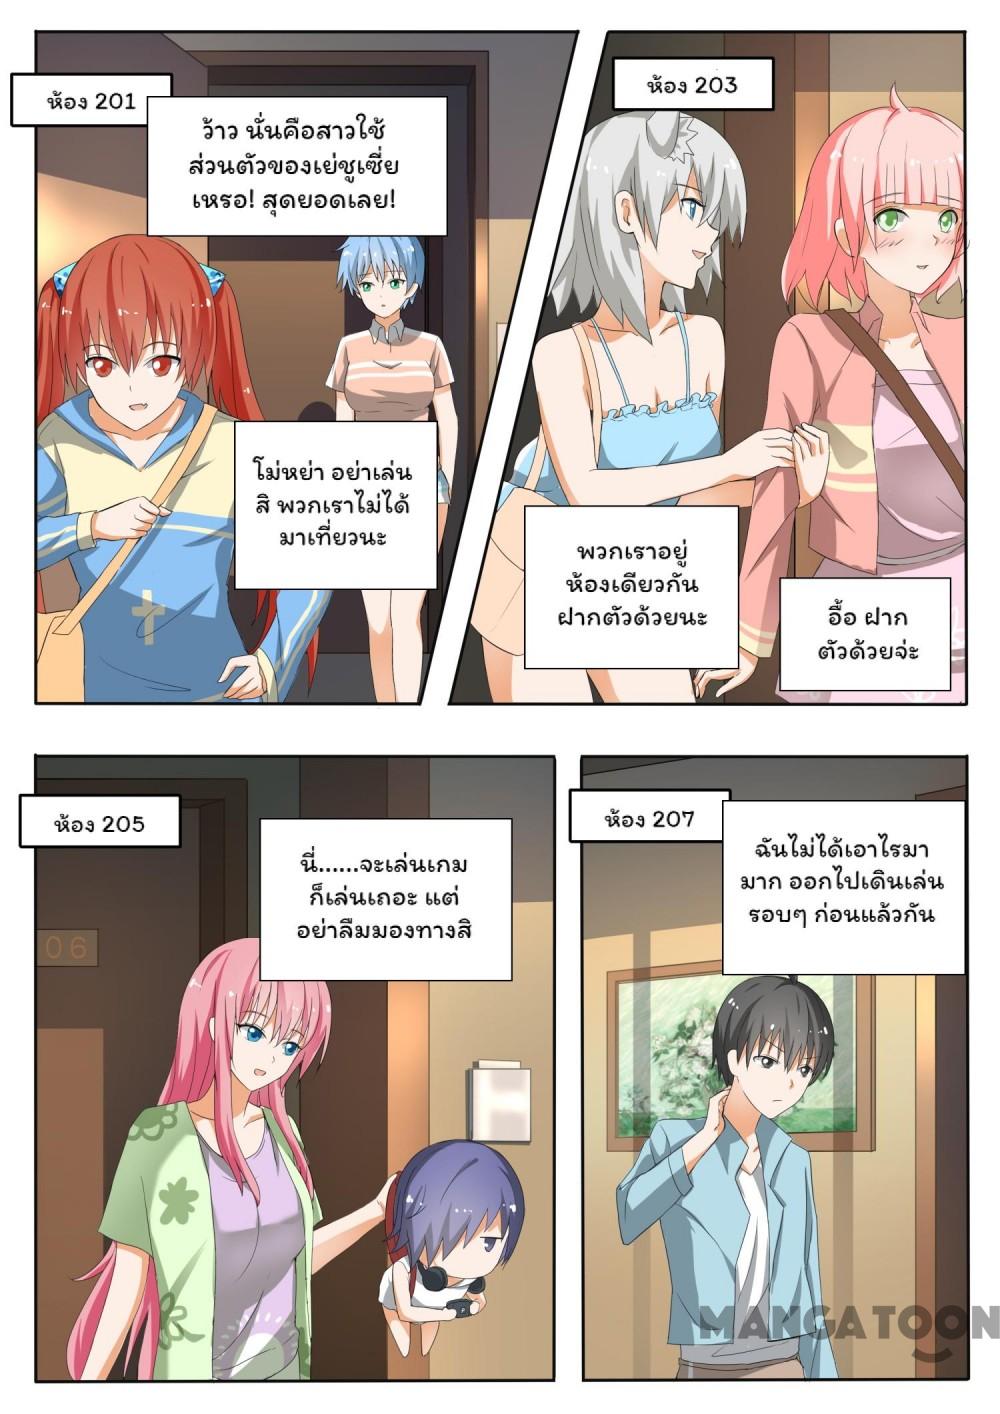 ห้อง 201
ว้าว นั่นคือสาวใช้
ส่วนตัวของเย่ชูเซี่ย
เหรอ! สุดยอดเลย!
โม่หย่า อย่าเล่น
สิ พวกเราไม่ได้
มาเที่ยวนะ
ห้อง 203
พวกเราอยู่
ห้องเดียวกัน
ฝากตัวด้วยนะ
อื้อ ฝาก
ตัวด้วยจ่ะ
ห้อง 205
นี่......จะเล่นเกม
ก็เล่นเถอะ แต่
อย่าลืมมองทางสิ
06
ห้อง 207
ฉันไม่ได้เอาไรมา
มาก ออกไปเดินเล่น
รอบๆ ก่อนแล้วกัน
MANGATOON